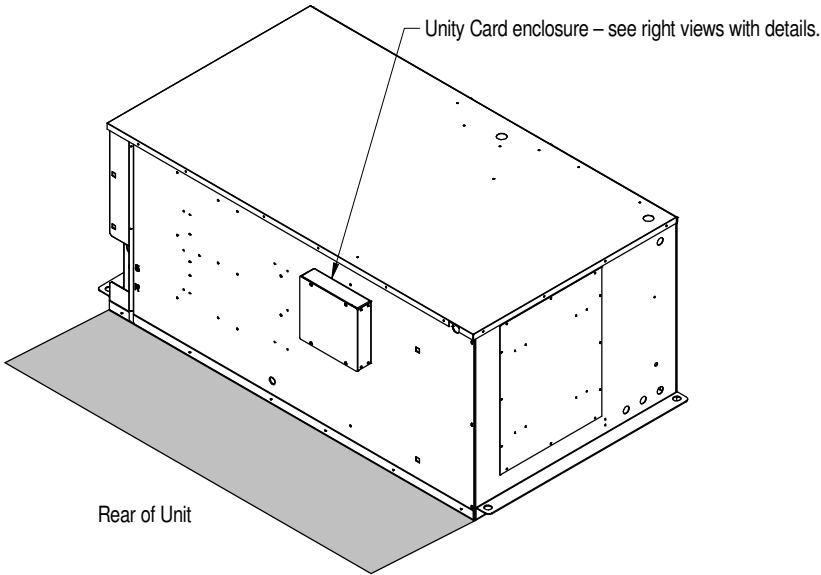 Unity Card enclosure – see right views with details.
Rear of Unit